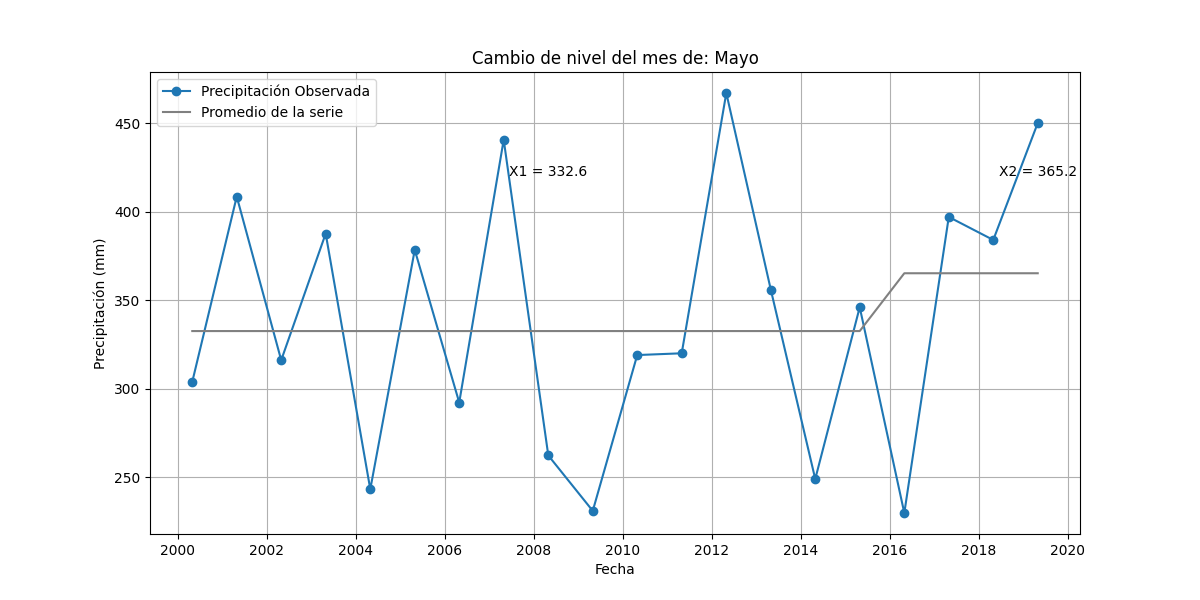 Cambio de nivel del mes de: Mayo
Precipitación Observada
Promedio de la serie
X1 = 332.6
X2 = 365.2
Precipitación (mm)
450
400
350
300
250
2000 2002 2004 2006 2008 2010 2012 2014 2016 2018 2020
Fecha